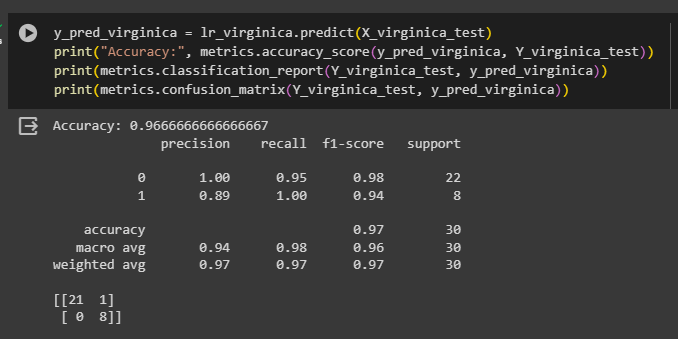 y_pred_virginica = lr_virginica.predict(X_virginica_test)
print("Accuracy:", metrics.accuracy_score(y_pred_virginica, Y_virginica_test))
print(metrics.classification_report(Y_virginica_test, y_pred_virginica))
print(metrics.confusion_matrix(Y_virginica_test, y_pred_virginica))
Accuracy: 0.9666666666666667
precision recall f1-score support
0 1.00 0.95 0.98 22
1 0.89 1.00 0.94 8
accuracy 0.97 30
macro avg 0.94 0.98 0.96 30
weighted avg 0.97 0.97 0.97 30
[[21 1]
[ 0 8]]